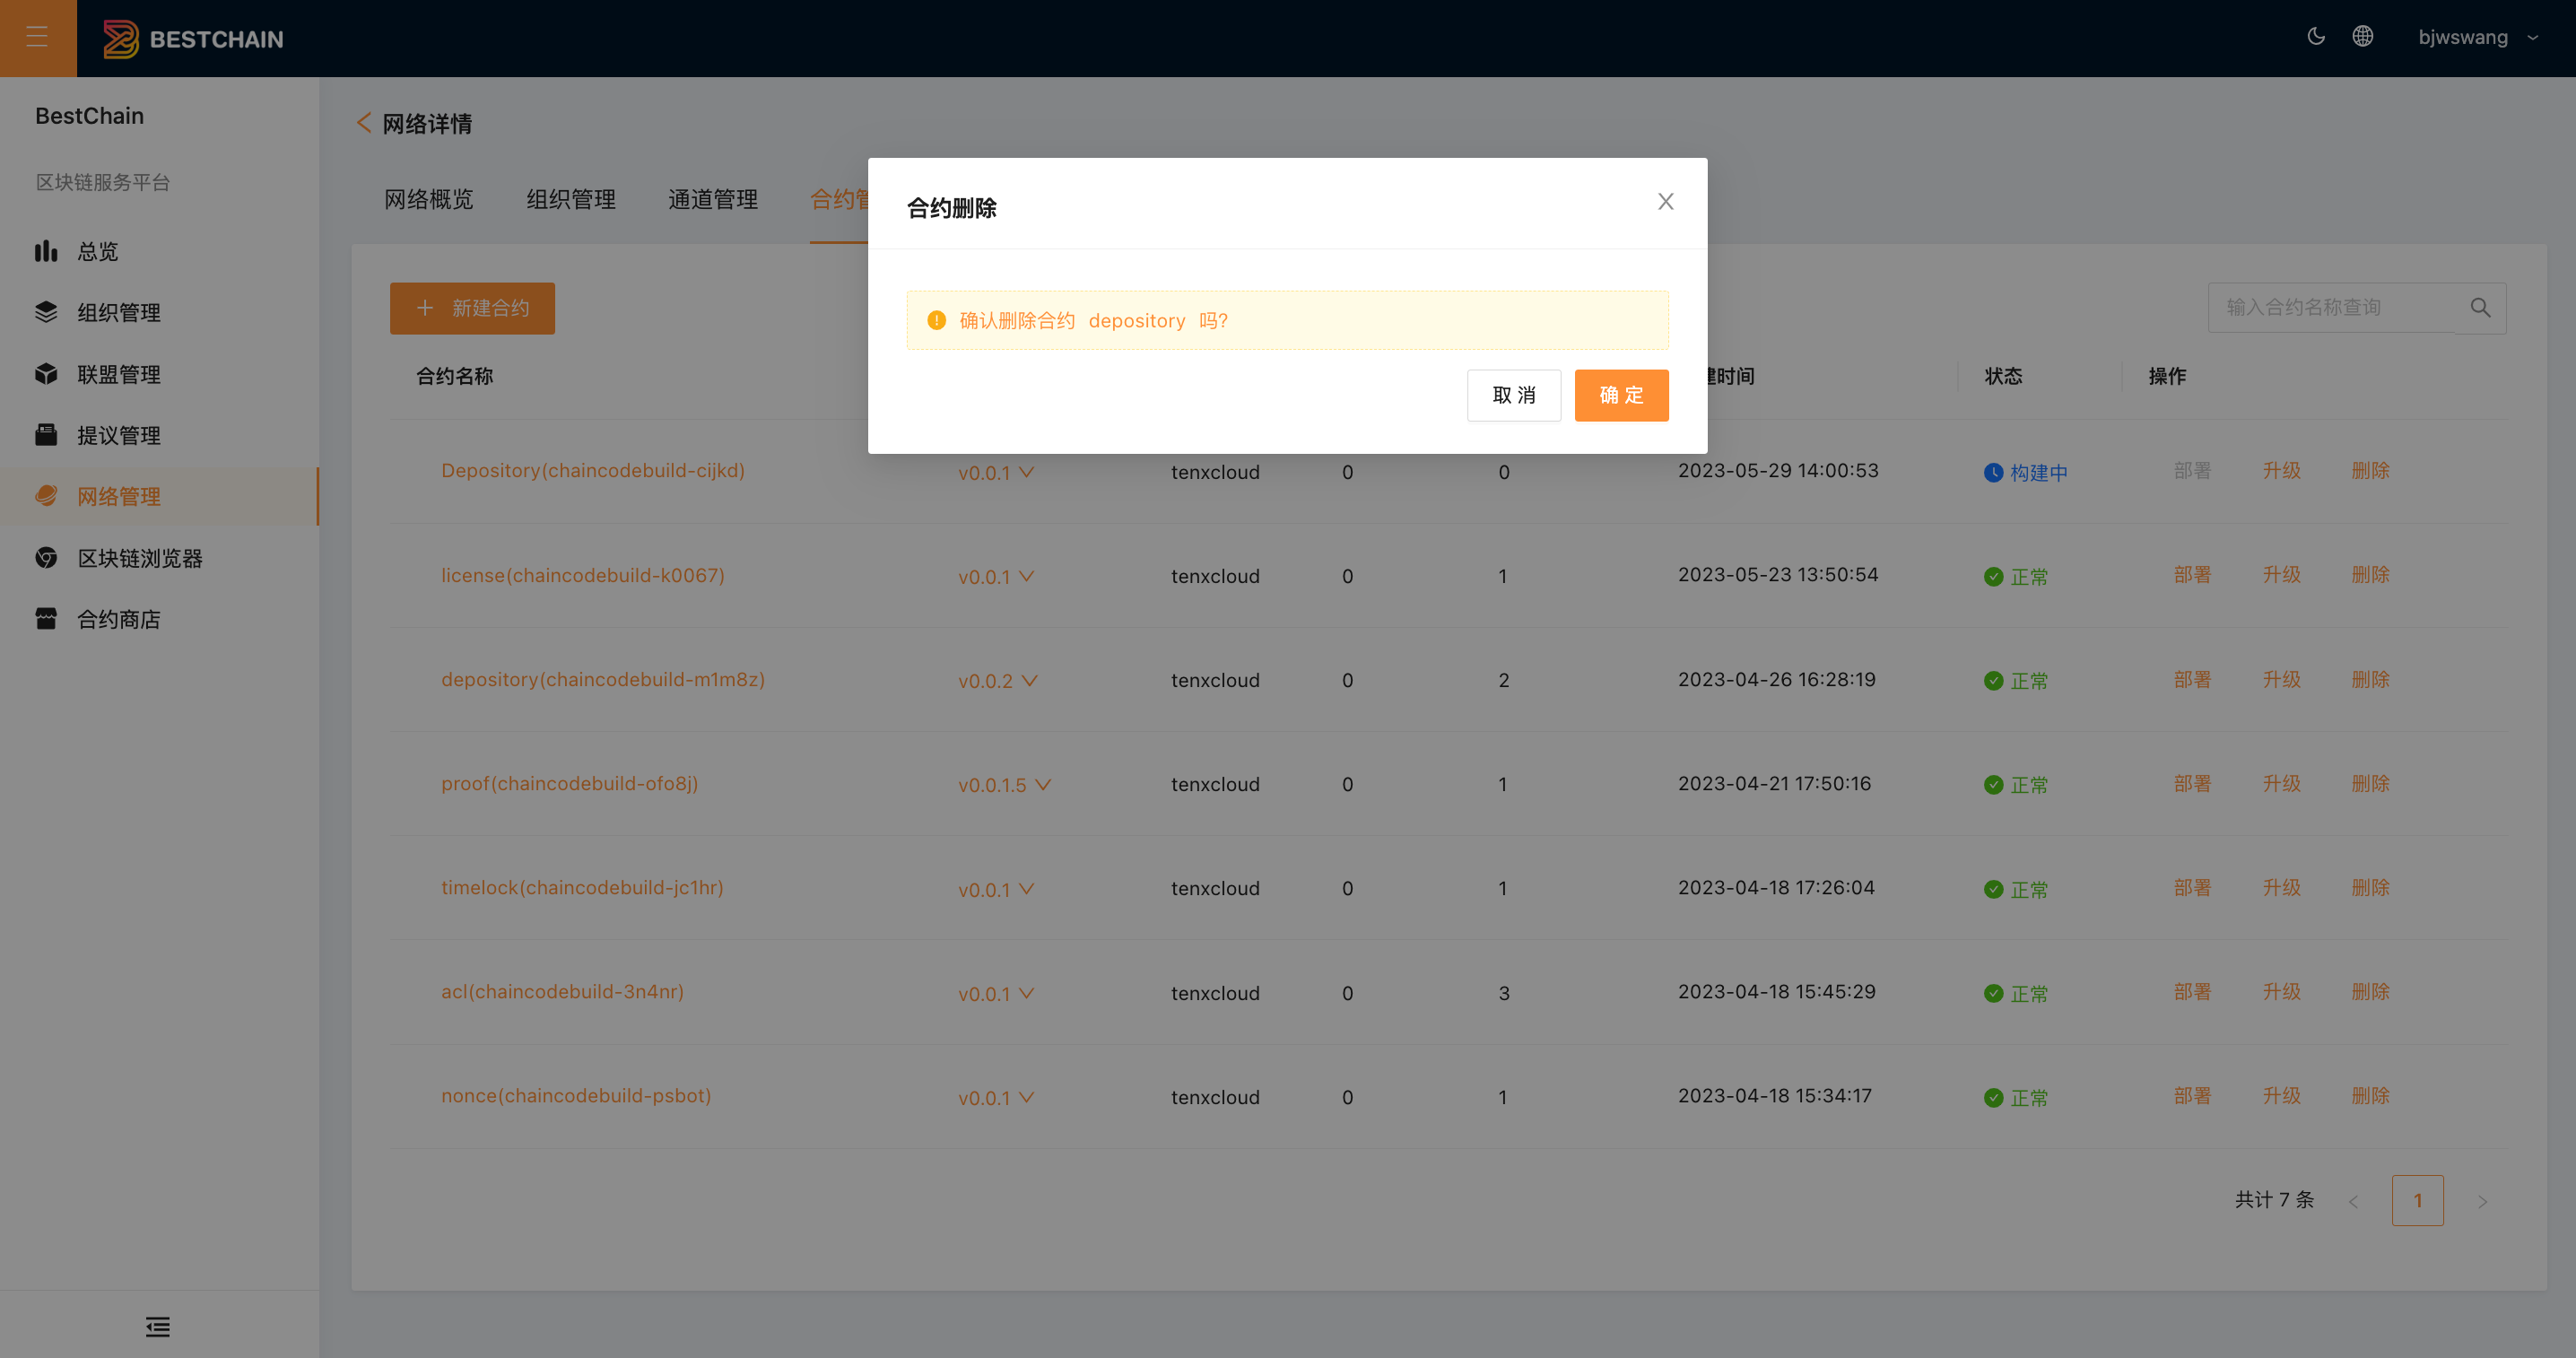 BESTCHAIN
bjwswang
BestChain
区块链服务平台
总览
组织管理
联盟管理
提议管理
网络管理
区块链浏览器
合约商店
网络详情
网络概览 组织管理 通道管理 合约管
合约删除
确认删除合约 depository 吗?
取消 确定
新建合约
输入合约名称查询
合约名称 建时间 状态 操作
Depository(chaincodebuild-cijkd) v0.0.1 tenxcloud 0 0 2023-05-29 14:00:53 构建中 部署 升级 删除
license(chaincodebuild-k0067) v0.0.1 tenxcloud 0 1 2023-05-23 13:50:54 正常 部署 升级 删除
depository(chaincodebuild-m1m8z) v0.0.2 tenxcloud 0 2 2023-04-26 16:28:19 正常 部署 升级 删除
proof(chaincodebuild-ofo8j) v0.0.1.5 tenxcloud 0 1 2023-04-21 17:50:16 正常 部署 升级 删除
timelock(chaincodebuild-jc1hr) v0.0.1 tenxcloud 0 1 2023-04-18 17:26:04 正常 部署 升级 删除
acl(chaincodebuild-3n4nr) v0.0.1 tenxcloud 0 3 2023-04-18 15:45:29 正常 部署 升级 删除
nonce(chaincodebuild-psbot) v0.0.1 tenxcloud 0 1 2023-04-18 15:34:17 正常 部署 升级 删除
共计 7 条 1